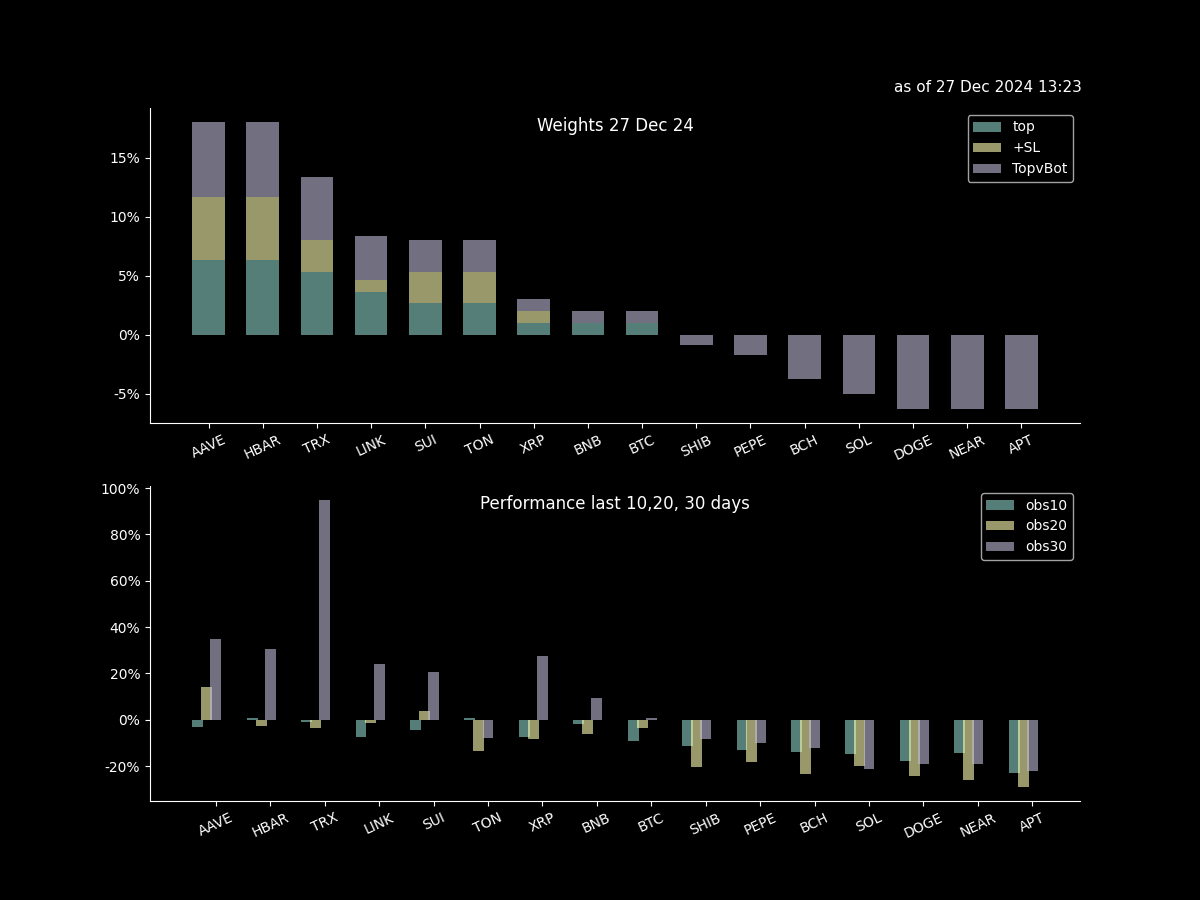 as of 27 Dec 2024 13:23
Weights 27 Dec 24
top
+SL
TopvBot
15%
10%
5%
0%
-5%
AAVE HBAR TRX LINK SUI TON XRP BNB BTC SHIB PEPE BCH SOL DOGE NEAR APT
Performance last 10,20, 30 days
obs10
obs20
obs30
100%
80%
60%
40%
20%
0%
-20%
AAVE HBAR TRX LINK SUI TON XRP BNB BTC SHIB PEPE BCH SOL DOGE NEAR APT